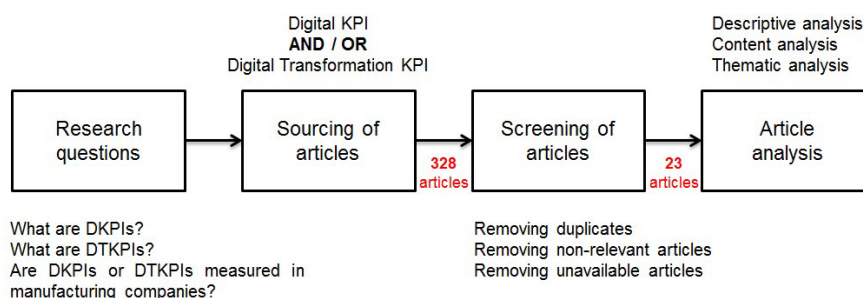 Digital KPI
AND / OR
Digital Transformation KPI
Descriptive analysis
Content analysis
Thematic analysis
Research
questions
Sourcing of
articles
328
articles
Screening of
articles
23
articles
Article
analysis
What are DKPIs?
What are DTKPIs?
Are DKPIs or DTKPIs measured in
manufacturing companies?
Removing duplicates
Removing non-relevant articles
Removing unavailable articles